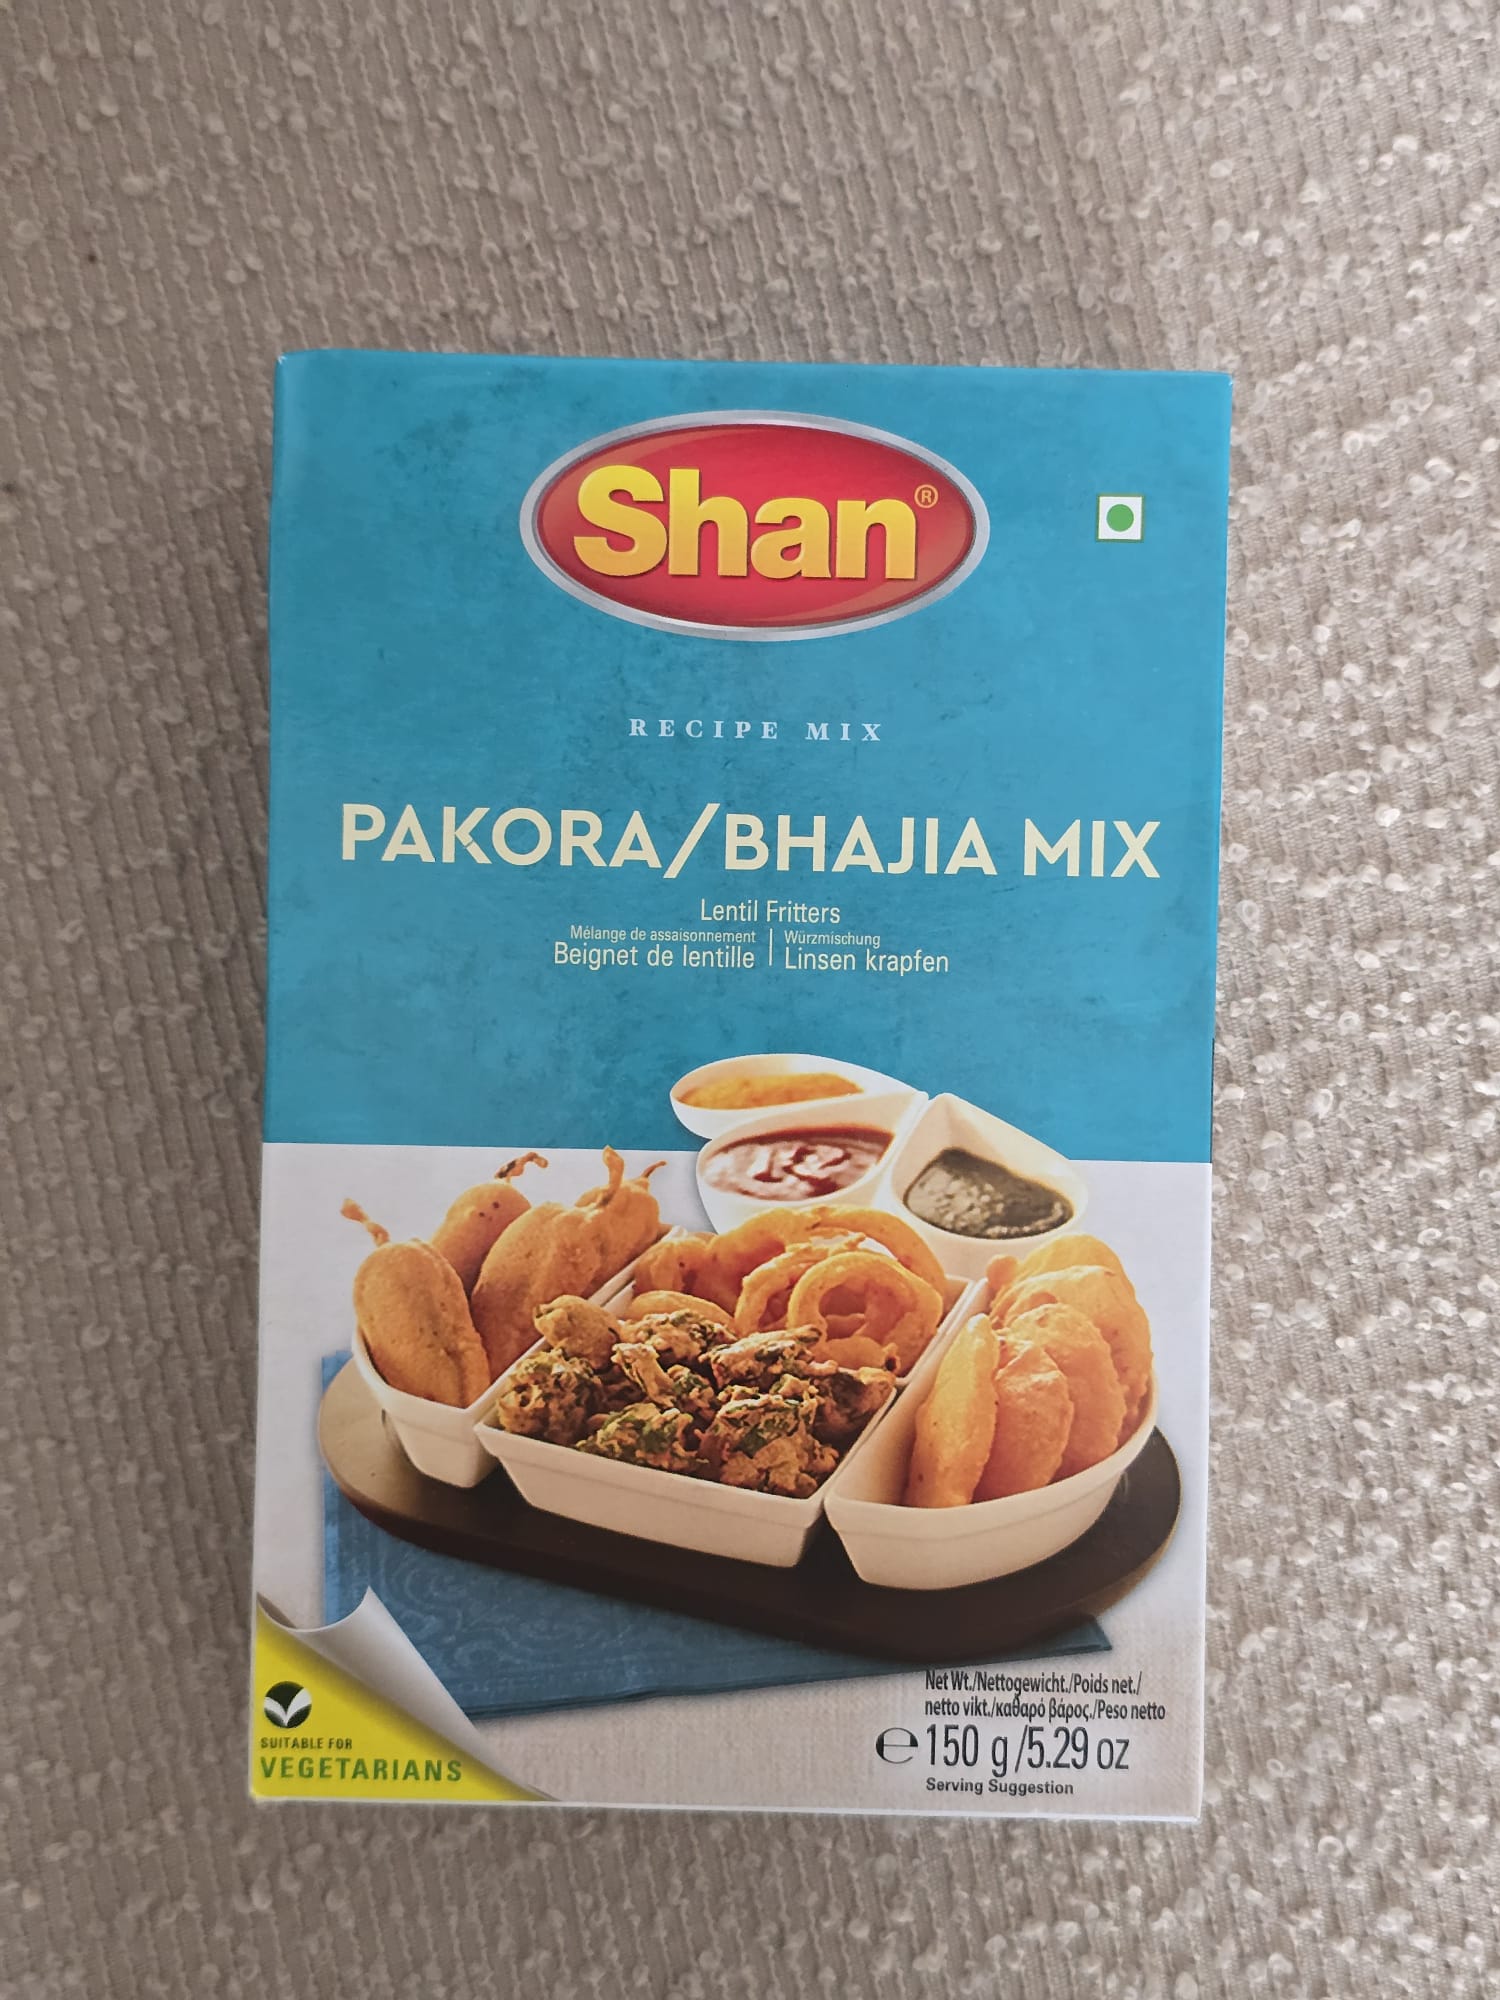 Shan®
RECIPE MIX
PAKORA/BHAJIA MIX
Lentil Fritters
Mélange de assaisonnement
Beignet de lentille
Würzmischung
Linsen krapfen
SUITABLE FOR
VEGETARIANS
Net Wt./Nettogewicht./Poids net./
netto vikt./καθαρό βάρος./Peso netto
℮ 150 g/5.29 oz
Serving Suggestion